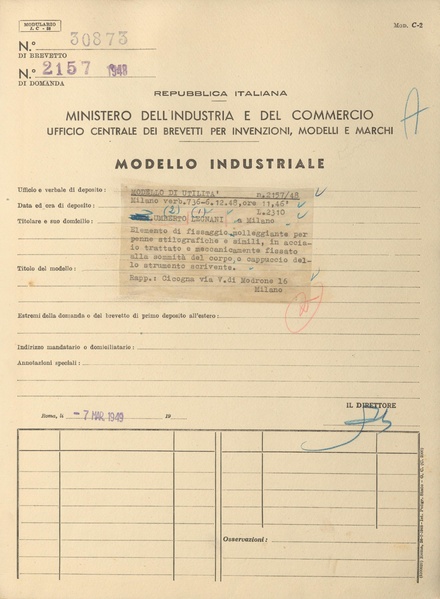 MODULARIO
A. C - 28
MOD. C-2
N.° 30873
DI BREVETTO
N.° 2157 1948
DI DOMANDA
REPUBBLICA ITALIANA
MINISTERO DELL'INDUSTRIA E DEL COMMERCIO
UFFICIO CENTRALE DEI BREVETTI PER INVENZIONI, MODELLI E MARCHI
A
MODELLO INDUSTRIALE
Ufficio e verbale di deposito:
MODELLO DI UTILITA' n.2157/48
Data ed ora di deposito:
Milano verb.736-6.12.48, ore 11,46'
(2) (1) L.2310
Titolare e suo domicilio:
UMBERTO LEGNANI a Milano
Elemento di fissaggio molleggiante per
penne stilografiche e simili, in accia-
io trattato e meccanicamente fissato
alla sommità del corpo, o cappuccio del-
Titolo del modello:
lo strumento scrivente.
Rapp.: Cicogna via V.di Modrone 16
Milano
Estremi della domanda o del brevetto di primo deposito all'estero:
Indirizzo mandatario o domiciliatario:
Annotazioni speciali:
IL DIRETTORE
Roma, li - 7 MAR. 1949 19
Osservazioni: